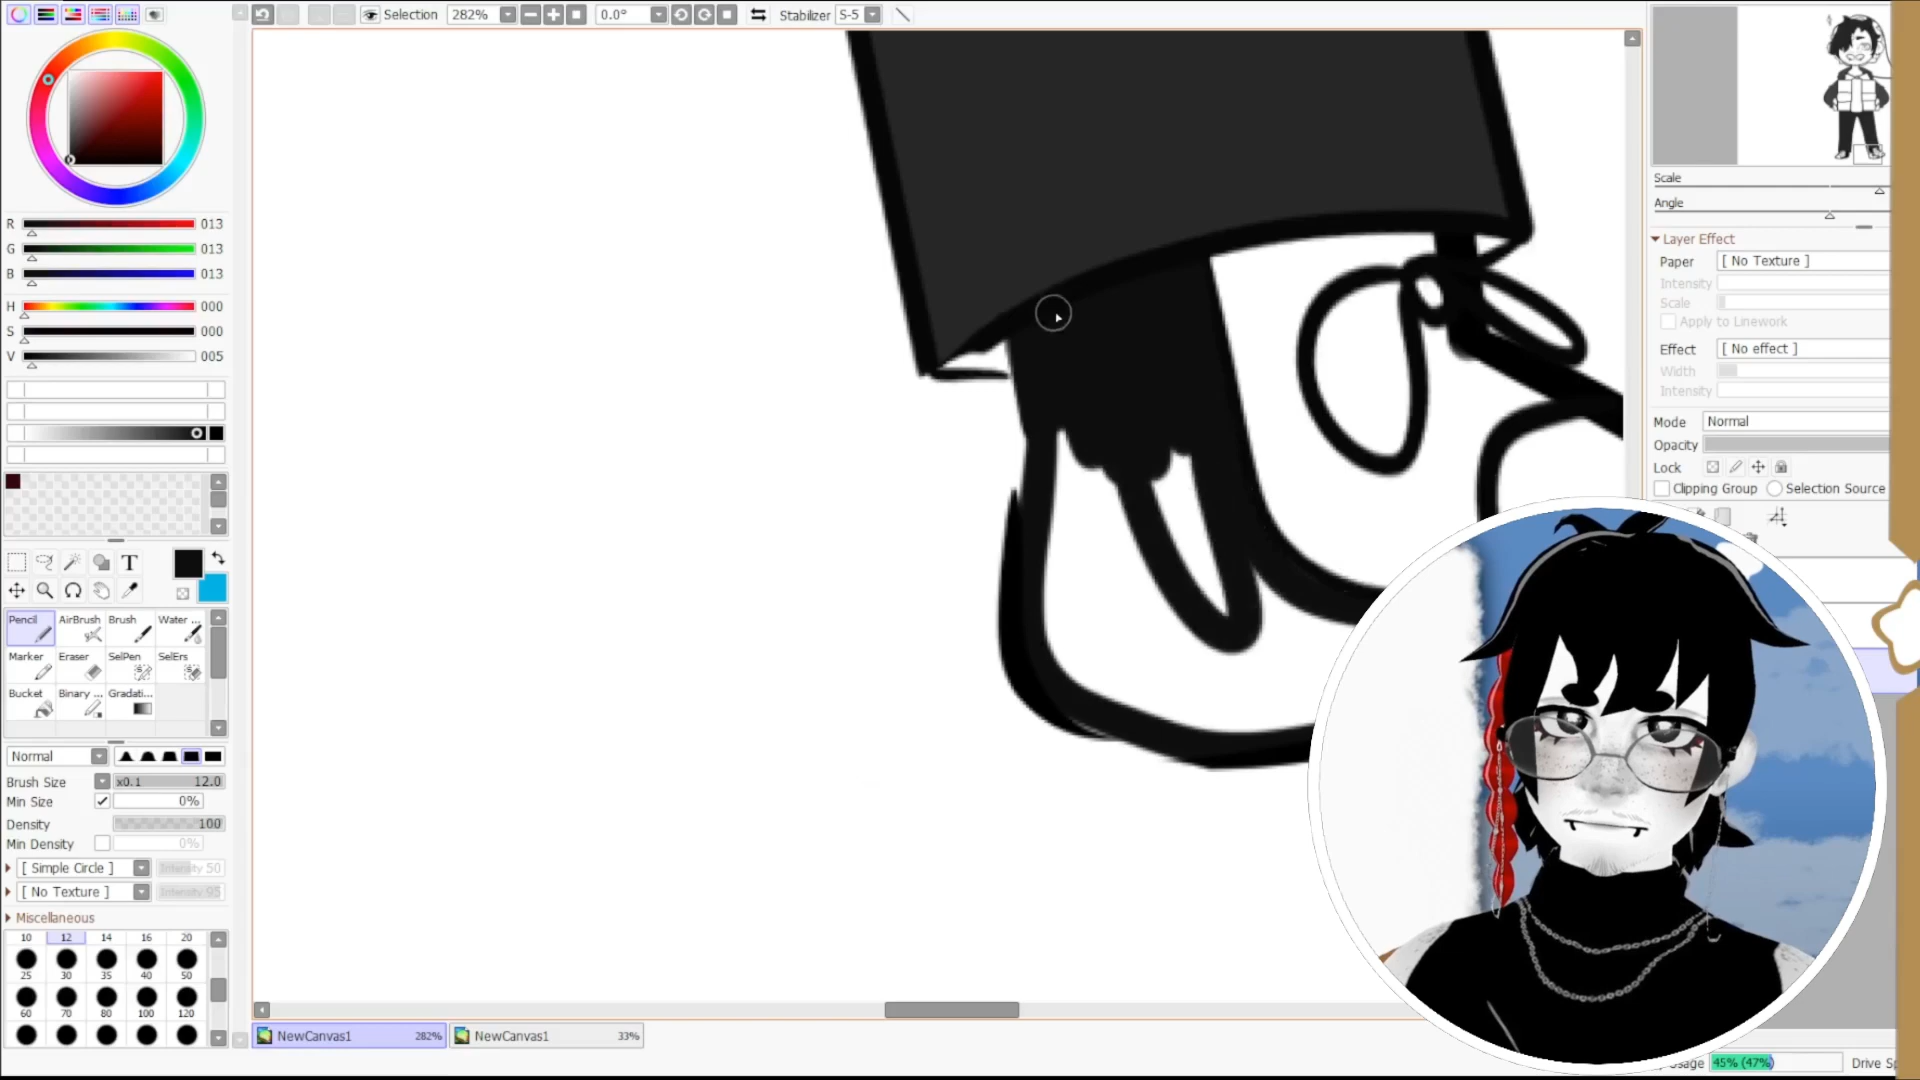 Selection 282% 0.0° Stabilizer S-5
R 013
G 013
B 013
H 000
S 000
V 005
T
Pencil AirBrush Brush Water ...
Marker Eraser SelPen SelErs
Bucket Binary ... Gradati...
Normal
Brush Size x0.1 12.0
Min Size 0%
Density 100
Min Density 0%
[ Simple Circle ] Intensity 50
[ No Texture ] Intensity 95
Miscellaneous
10 12 14 16 20
25 30 35 40 50
60 70 80 100 120
Scale
Angle
Layer Effect
Paper [ No Texture ]
Intensity
Scale
Apply to Linework
Effect [ No effect ]
Width
Intensity
Mode Normal
Opacity
Lock
Clipping Group Selection Source
NewCanvas1 282% NewCanvas1 33%
45% (47%) Drive